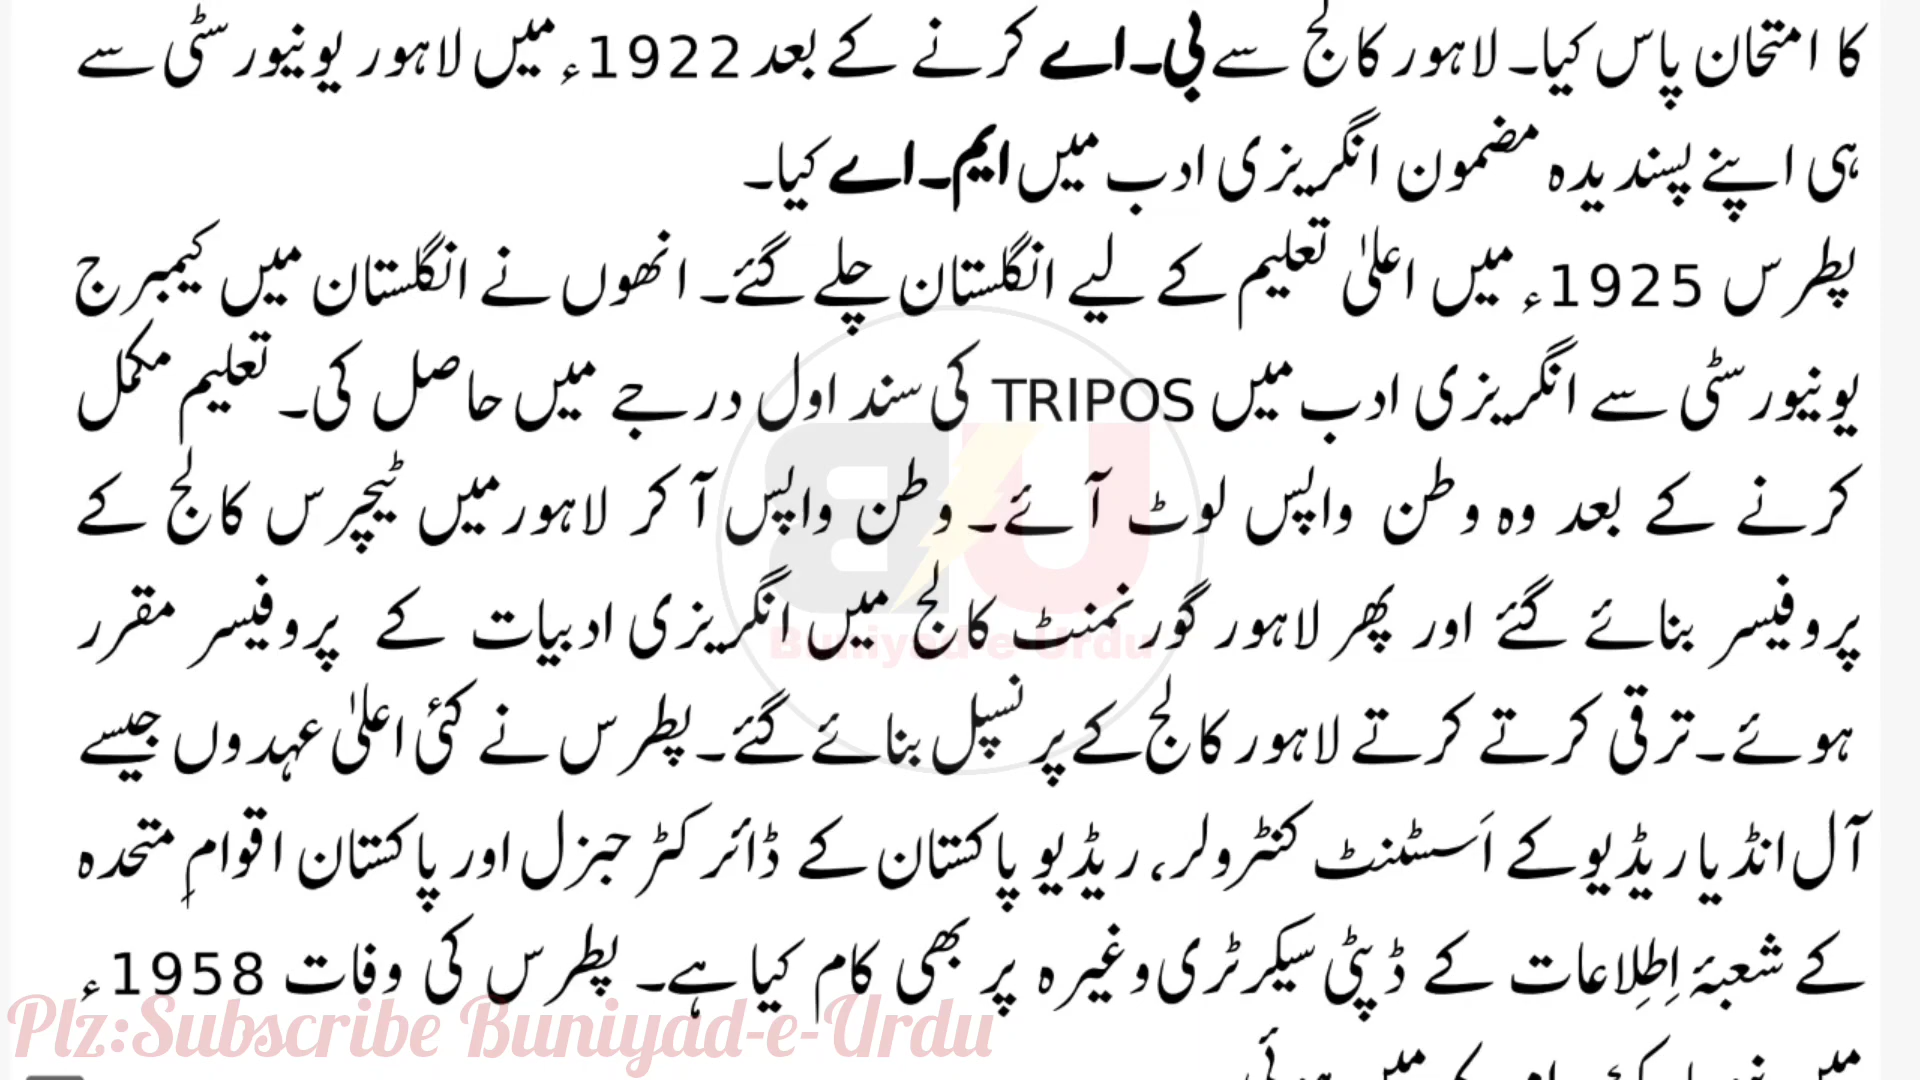 کا امتحان پاس کیا۔ لاہور کالج سے بی۔اے کرنے کے بعد 1922ء میں لاہور یونیورسٹی سے
ہی اپنے پسندیدہ مضمون انگریزی ادب میں ایم۔اے کیا۔
پطرس 1925ء میں اعلیٰ تعلیم کے لیے انگلستان چلے گئے۔ انھوں نے انگلستان میں کیمبرج
یونیورسٹی سے انگریزی ادب میں TRIPOS کی سند اول درجے میں حاصل کی۔ تعلیم مکمل
کرنے کے بعد وہ وطن واپس لوٹ آئے۔ وطن واپس آ کر لاہور میں ٹیچرس کالج کے
پروفیسر بنائے گئے اور پھر لاہور گورنمنٹ کالج میں انگریزی ادبیات کے پروفیسر مقرر
ہوئے۔ ترقی کرتے کرتے لاہور کالج کے پرنسپل بنائے گئے۔ پطرس نے کئی اعلیٰ عہدوں جیسے
آل انڈیا ریڈیو کے اَسسٹنٹ کنٹرولر، ریڈیو پاکستان کے ڈائرکٹر جنرل اور پاکستان اقوامِ متحدہ
کے شعبۂ اِطلِاعات کے ڈپٹی سیکرٹری وغیرہ پر بھی کام کیا ہے۔ پطرس کی وفات 1958ء
میں میں ہوئی
BU
Buniyad-e-Urdu
Plz:Subscribe Buniyad-e-Urdu